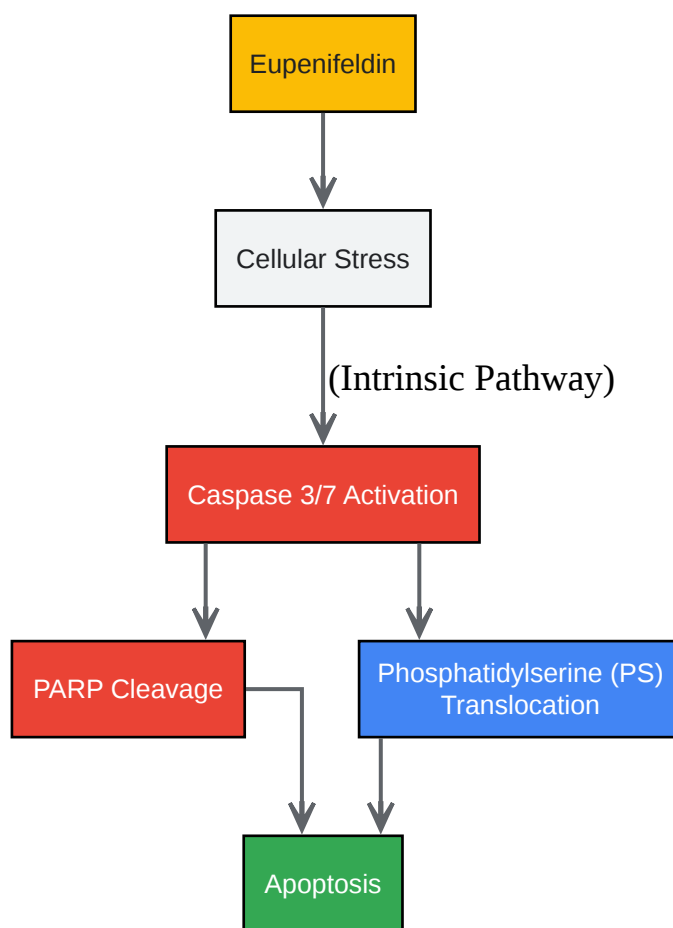 Eupenifeldin
Cellular Stress
(Intrinsic Pathway)
Caspase 3/7 Activation
PARP Cleavage
Phosphatidylserine (PS)
Translocation
Apoptosis